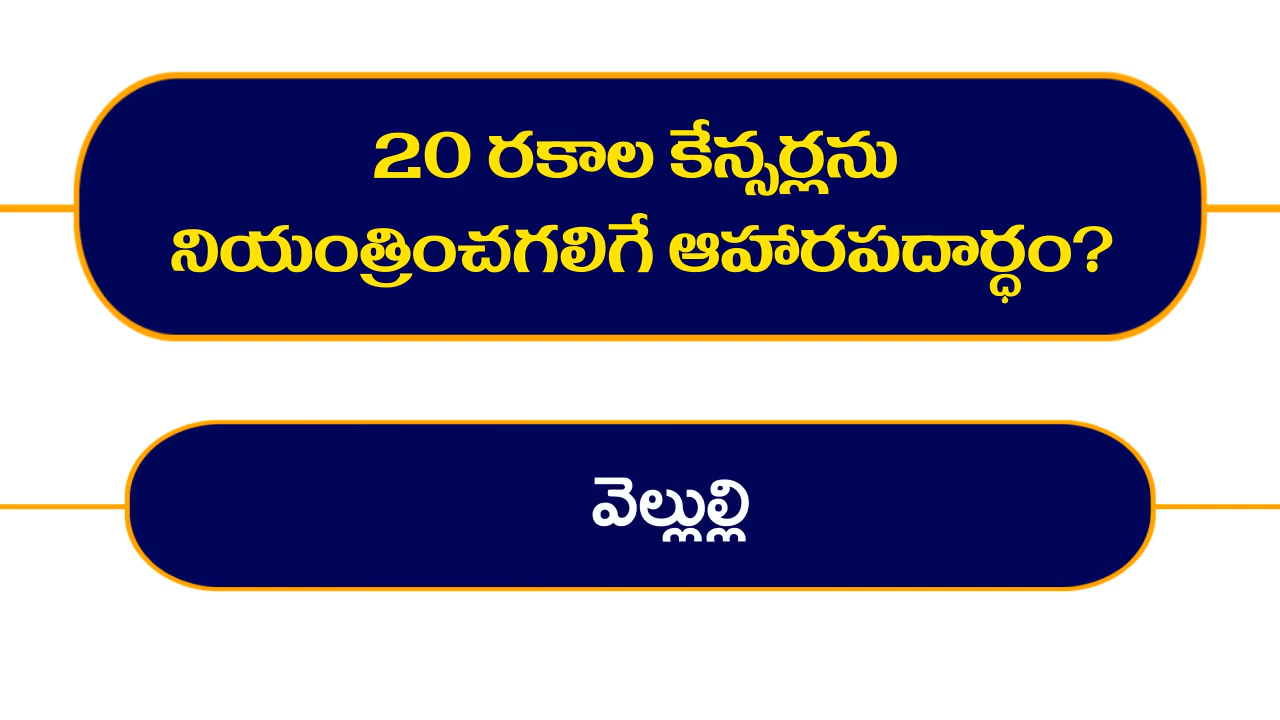 20 రకాల కేన్సర్లను
నియంత్రించగలిగే ఆహారపదార్ధం?
వెల్లుల్లి